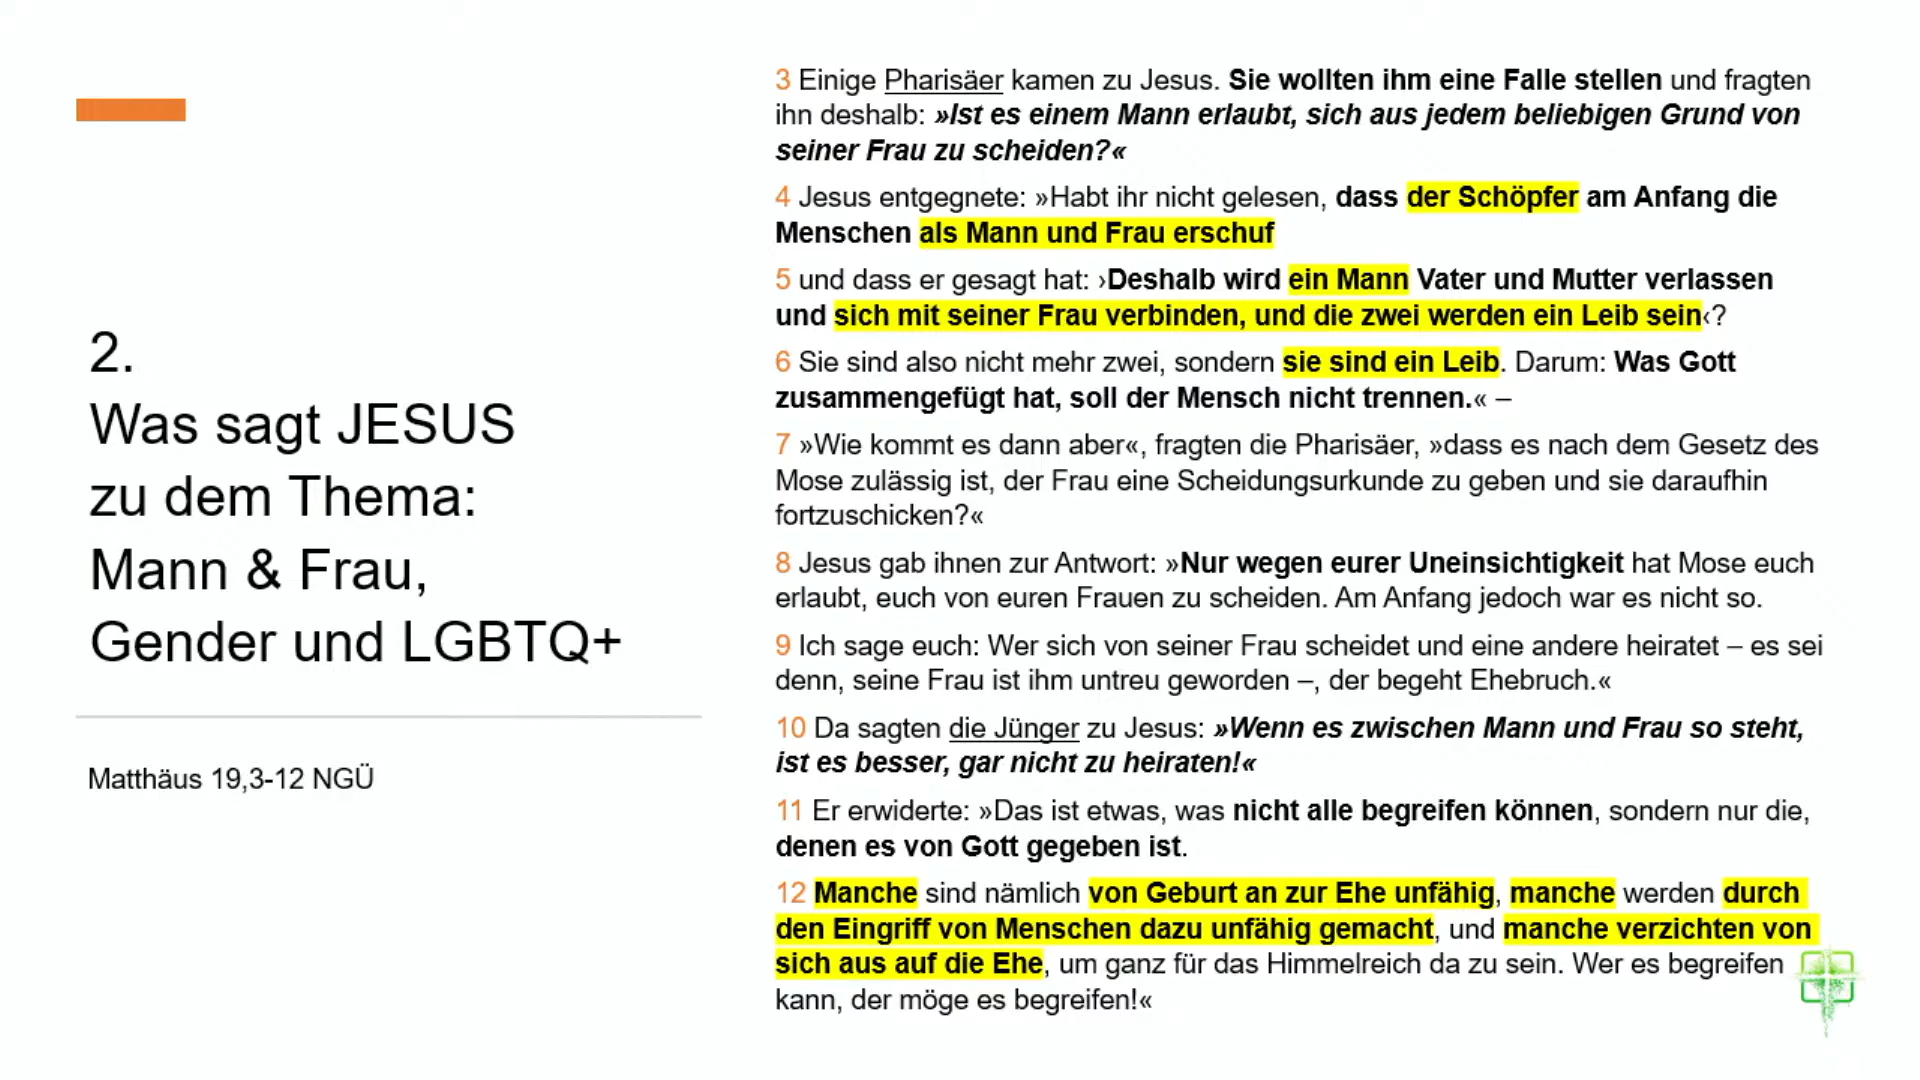 2.
Was sagt JESUS
zu dem Thema:
Mann & Frau,
Gender und LGBTQ+
Matthäus 19,3-12 NGÜ
3 Einige Pharisäer kamen zu Jesus. Sie wollten ihm eine Falle stellen und fragten
ihn deshalb: »Ist es einem Mann erlaubt, sich aus jedem beliebigen Grund von
seiner Frau zu scheiden?«
4 Jesus entgegnete: »Habt ihr nicht gelesen, dass der Schöpfer am Anfang die
Menschen als Mann und Frau erschuf
5 und dass er gesagt hat: ›Deshalb wird ein Mann Vater und Mutter verlassen
und sich mit seiner Frau verbinden, und die zwei werden ein Leib sein‹?
6 Sie sind also nicht mehr zwei, sondern sie sind ein Leib. Darum: Was Gott
zusammengefügt hat, soll der Mensch nicht trennen.« –
7 »Wie kommt es dann aber«, fragten die Pharisäer, »dass es nach dem Gesetz des
Mose zulässig ist, der Frau eine Scheidungsurkunde zu geben und sie daraufhin
fortzuschicken?«
8 Jesus gab ihnen zur Antwort: »Nur wegen eurer Uneinsichtigkeit hat Mose euch
erlaubt, euch von euren Frauen zu scheiden. Am Anfang jedoch war es nicht so.
9 Ich sage euch: Wer sich von seiner Frau scheidet und eine andere heiratet – es sei
denn, seine Frau ist ihm untreu geworden –, der begeht Ehebruch.«
10 Da sagten die Jünger zu Jesus: »Wenn es zwischen Mann und Frau so steht,
ist es besser, gar nicht zu heiraten!«
11 Er erwiderte: »Das ist etwas, was nicht alle begreifen können, sondern nur die,
denen es von Gott gegeben ist.
12 Manche sind nämlich von Geburt an zur Ehe unfähig, manche werden durch
den Eingriff von Menschen dazu unfähig gemacht, und manche verzichten von
sich aus auf die Ehe, um ganz für das Himmelreich da zu sein. Wer es begreifen
kann, der möge es begreifen!«